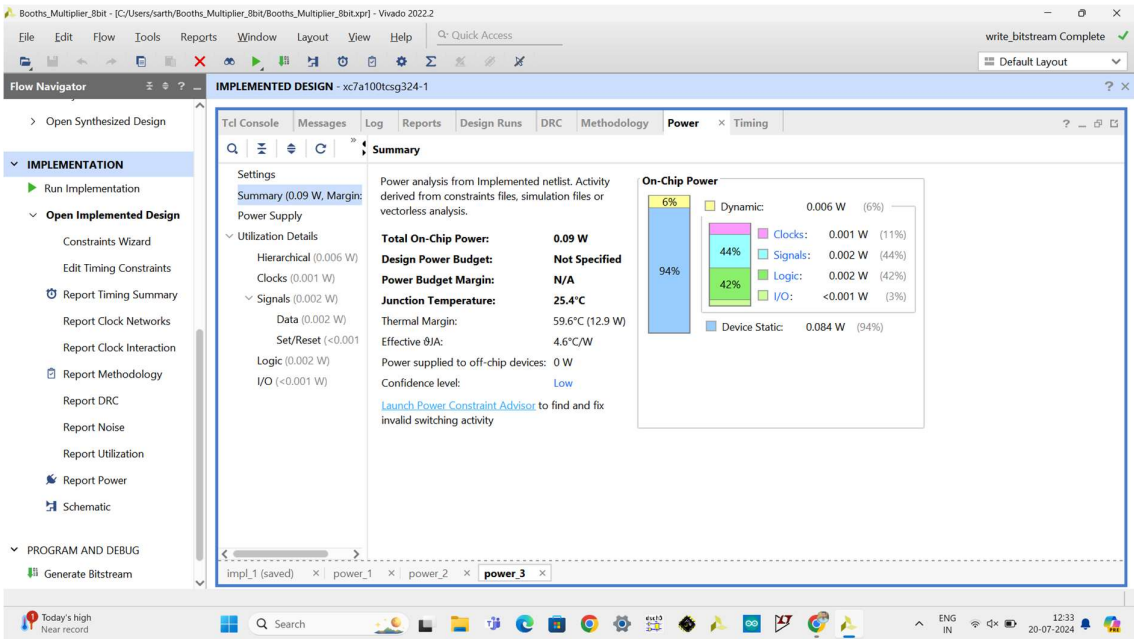 Booths_Multiplier_8bit - [C:/Users/sarth/Booths_Multiplier_8bit/Booths_Multiplier_8bit.xpr] - Vivado 2022.2
File Edit Flow Tools Reports Window Layout View Help Quick Access
write_bitstream Complete
Default Layout
Flow Navigator
IMPLEMENTED DESIGN - xc7a100tcsg324-1
Open Synthesized Design
IMPLEMENTATION
Run Implementation
Open Implemented Design
Constraints Wizard
Edit Timing Constraints
Report Timing Summary
Report Clock Networks
Report Clock Interaction
Report Methodology
Report DRC
Report Noise
Report Utilization
Report Power
Schematic
PROGRAM AND DEBUG
Generate Bitstream
Tcl Console Messages Log Reports Design Runs DRC Methodology Power Timing
Summary
Settings
Summary (0.09 W, Margin:
Power Supply
Utilization Details
Hierarchical (0.006 W)
Clocks (0.001 W)
Signals (0.002 W)
Data (0.002 W)
Set/Reset (<0.001
Logic (0.002 W)
I/O (<0.001 W)
Power analysis from Implemented netlist. Activity
derived from constraints files, simulation files or
vectorless analysis.
Total On-Chip Power: 0.09 W
Design Power Budget: Not Specified
Power Budget Margin: N/A
Junction Temperature: 25.4°C
Thermal Margin: 59.6°C (12.9 W)
Effective ϑJA: 4.6°C/W
Power supplied to off-chip devices: 0 W
Confidence level: Low
Launch Power Constraint Advisor to find and fix
invalid switching activity
On-Chip Power
6%
94%
Dynamic: 0.006 W (6%)
44%
42%
Clocks: 0.001 W (11%)
Signals: 0.002 W (44%)
Logic: 0.002 W (42%)
I/O: <0.001 W (3%)
Device Static: 0.084 W (94%)
impl_1 (saved) power_1 power_2 power_3
Today's high
Near record
Search
ENG
IN
12:33
20-07-2024